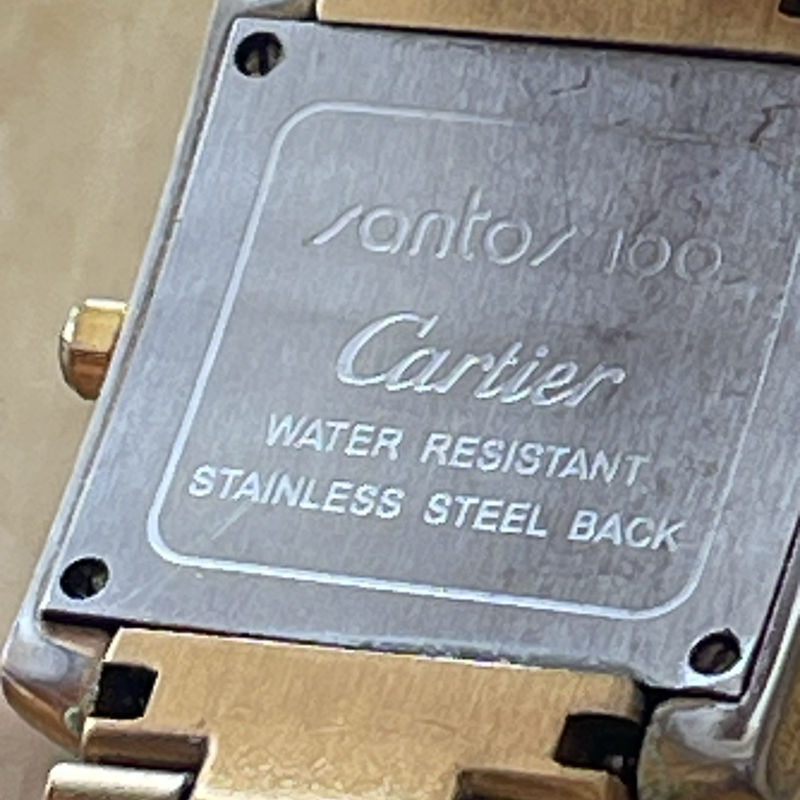 santos 100
Cartier
WATER RESISTANT
STAINLESS STEEL BACK